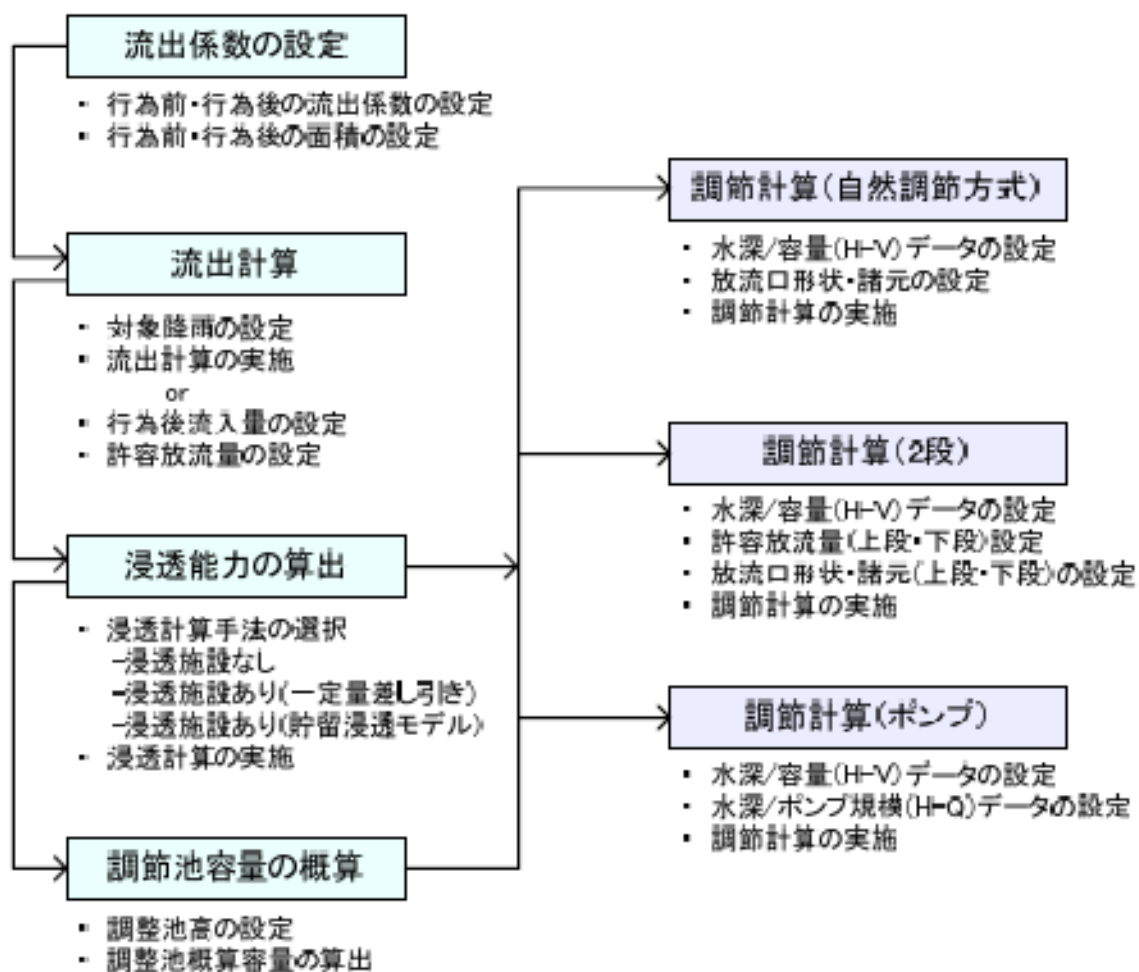 流出係数の設定
・ 行為前・行為後の流出係数の設定
・ 行為前・行為後の面積の設定
流出計算
・ 対象降雨の設定
・ 流出計算の実施
or
・ 行為後流入量の設定
・ 許容放流量の設定
浸透能力の算出
・ 浸透計算手法の選択
-浸透施設なし
-浸透施設あり(一定量差し引き)
-浸透施設あり(貯留浸透モデル)
・ 浸透計算の実施
調節池容量の概算
・ 調整池高の設定
・ 調整池概算容量の算出
調節計算(自然調節方式)
・ 水深/容量(H-V)データの設定
・ 放流口形状・諸元の設定
・ 調節計算の実施
調節計算(2段)
・ 水深/容量(H-V)データの設定
・ 許容放流量(上段・下段)設定
・ 放流口形状・諸元(上段・下段)の設定
・ 調節計算の実施
調節計算(ポンプ)
・ 水深/容量(H-V)データの設定
・ 水深/ポンプ規模(H-Q)データの設定
・ 調節計算の実施